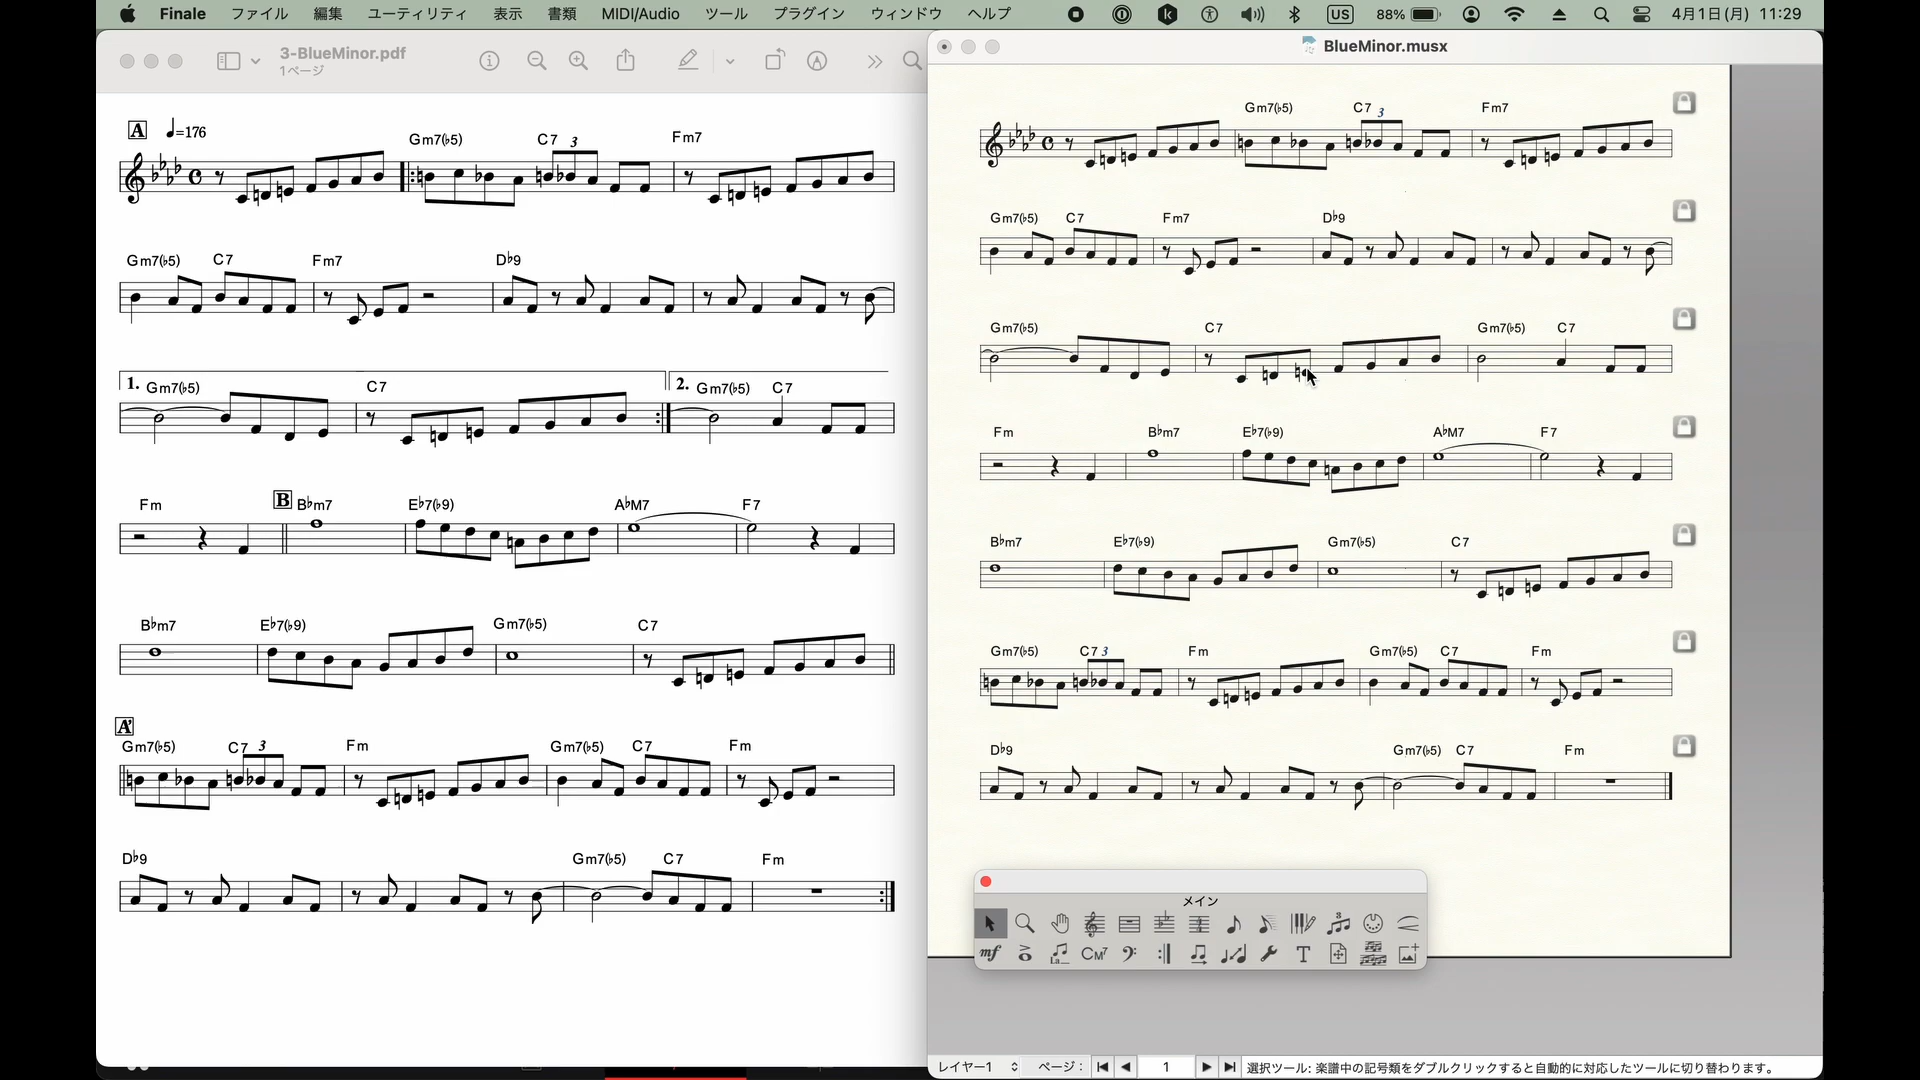 Finale ファイル 編集 ユーティリティ 表示 書類 MIDI/Audio ツール プラグイン ウィンドウ ヘルプ US 88% 4月1日(月) 11:29
3-BlueMinor.pdf
1ページ
A ♩=176
Gm7(♭5) C7 3 Fm7
Gm7(♭5) C7 Fm7 D♭9
1. Gm7(♭5) C7 2. Gm7(♭5) C7
Fm B B♭m7 E♭7(♭9) A♭M7 F7
B♭m7 E♭7(♭9) Gm7(♭5) C7
A'
Gm7(♭5) C7 3 Fm Gm7(♭5) C7 Fm
D♭9 Gm7(♭5) C7 Fm
BlueMinor.musx
Gm7(♭5) C7 3 Fm7
Gm7(♭5) C7 Fm7 D♭9
Gm7(♭5) C7 Gm7(♭5) C7
Fm B♭m7 E♭7(♭9) A♭M7 F7
B♭m7 E♭7(♭9) Gm7(♭5) C7
Gm7(♭5) C7 3 Fm Gm7(♭5) C7 Fm
D♭9 Gm7(♭5) C7 Fm
メイン
mf CM7 T
レイヤー1 ページ: 1 選択ツール: 楽譜中の記号類をダブルクリックすると自動的に対応したツールに切り替わります。